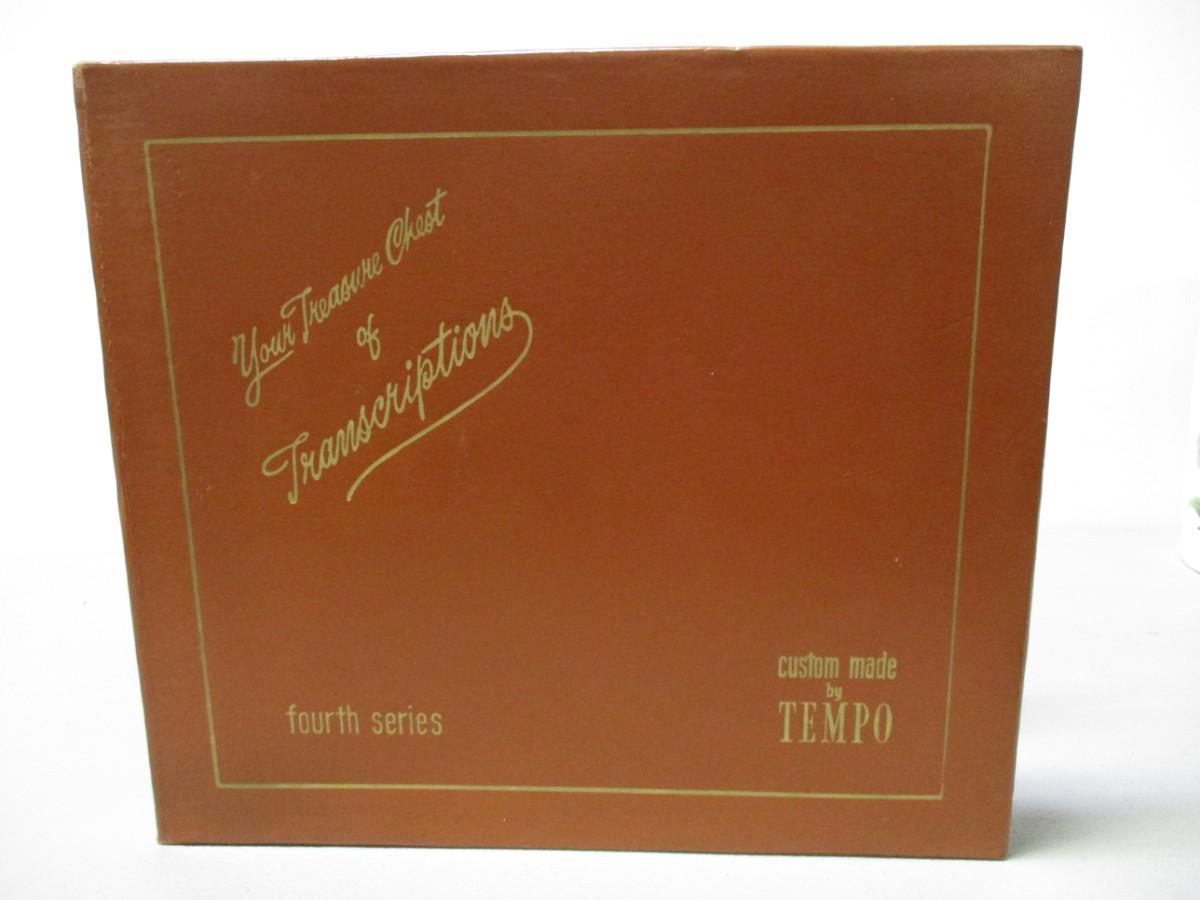 Your Treasure Chest
of
Transcriptions
fourth series
custom made
by
TEMPO